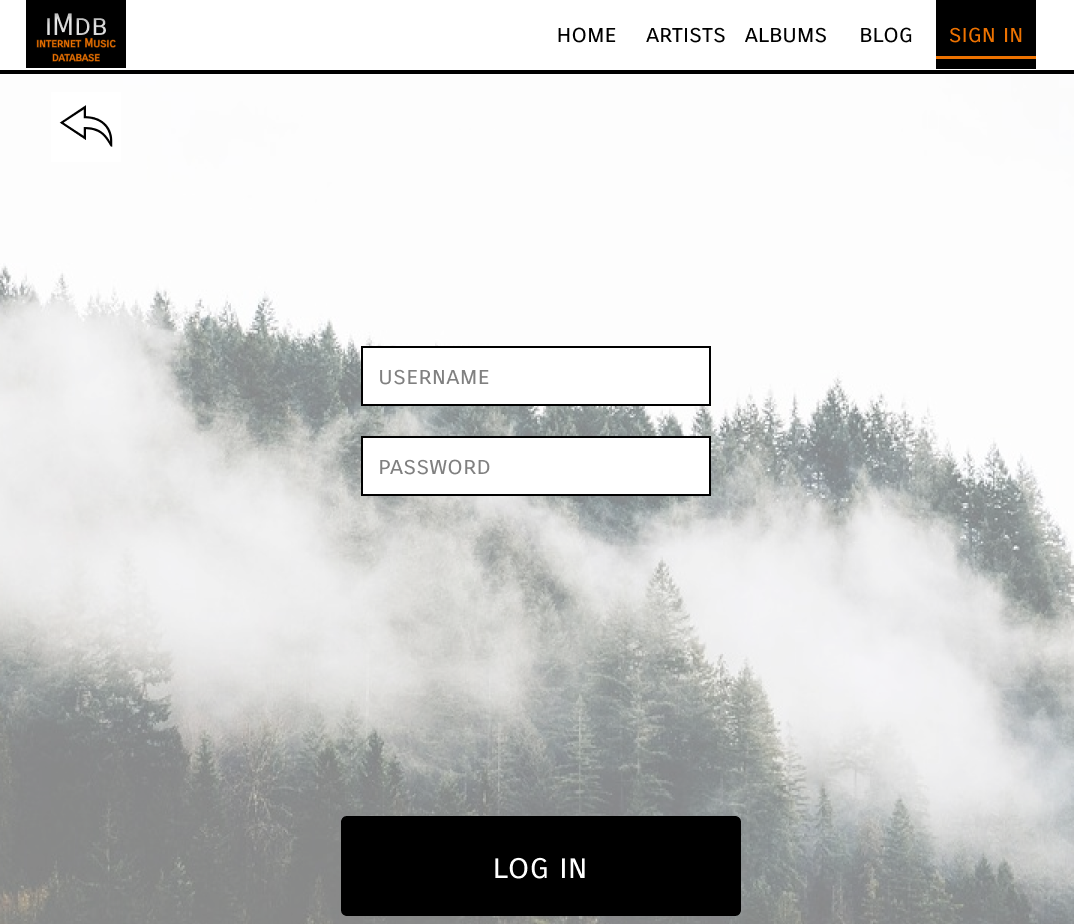 iMDB
INTERNET MUSIC
DATABASE
HOME ARTISTS ALBUMS BLOG SIGN IN
USERNAME
PASSWORD
LOG IN